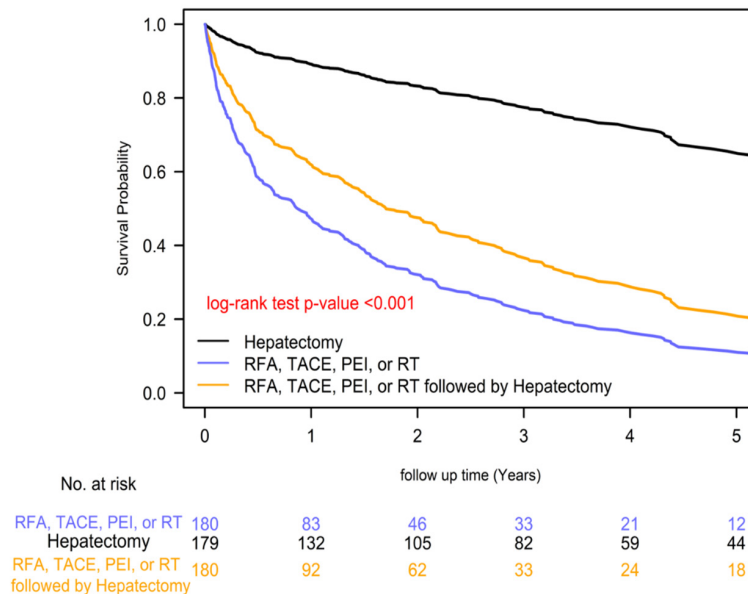 1.0
0.8
0.6
0.4
0.2
0.0
Survival Probability
log-rank test p-value <0.001
Hepatectomy
RFA, TACE, PEI, or RT
RFA, TACE, PEI, or RT followed by Hepatectomy
0 1 2 3 4 5
follow up time (Years)
No. at risk
RFA, TACE, PEI, or RT 180 83 46 33 21 12
Hepatectomy 179 132 105 82 59 44
RFA, TACE, PEI, or RT
followed by Hepatectomy 180 92 62 33 24 18